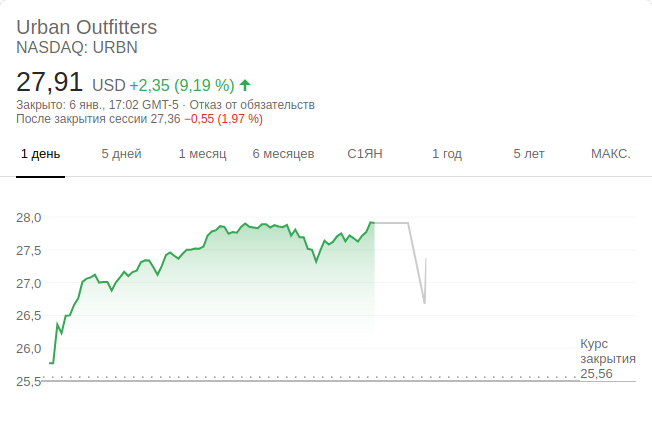 Urban Outfitters
NASDAQ: URBN
27,91 USD +2,35 (9,19 %)
Закрыто: 6 янв., 17:02 GMT-5 · Отказ от обязательств
После закрытия сессии 27,36 −0,55 (1,97 %)
1 день 5 дней 1 месяц 6 месяцев С1ЯН 1 год 5 лет МАКС.
28,0
27,5
27,0
26,5
26,0
25,5
Курс
закрытия
25,56